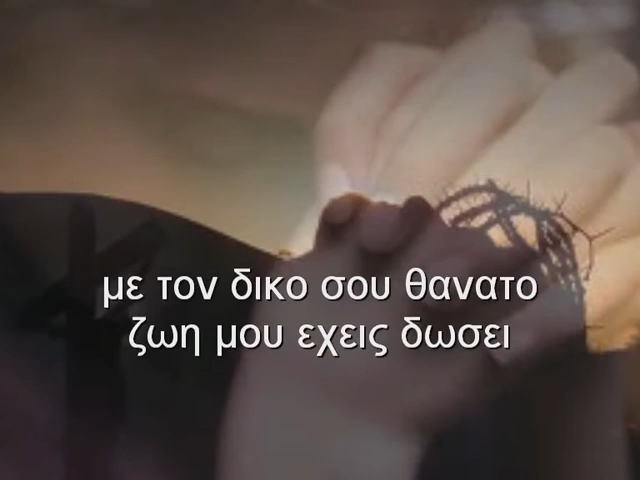 με τον δικο σου θανατο
ζωη μου εχεις δωσει